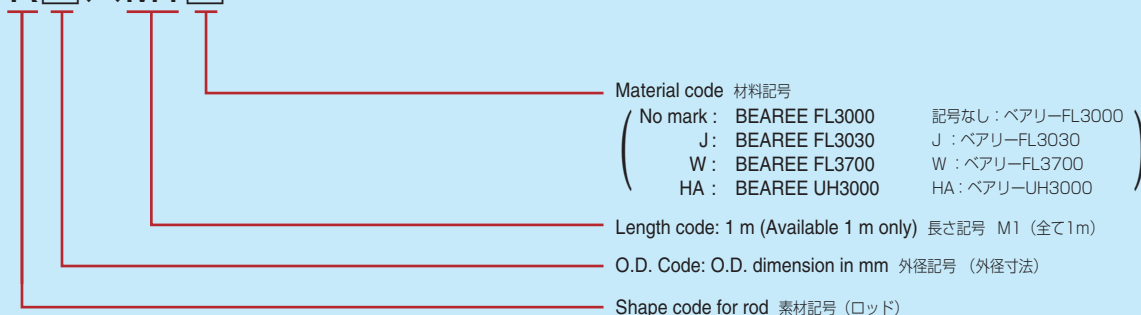 Material code 材料記号
No mark : BEAREE FL3000 記号なし：ベアリーFL3000
J : BEAREE FL3030 J ：ベアリーFL3030
W : BEAREE FL3700 W ：ベアリーFL3700
HA : BEAREE UH3000 HA：ベアリーUH3000
Length code: 1 m (Available 1 m only) 長さ記号 M1（全て1m）
O.D. Code: O.D. dimension in mm 外径記号 （外径寸法）
Shape code for rod 素材記号（ロッド）